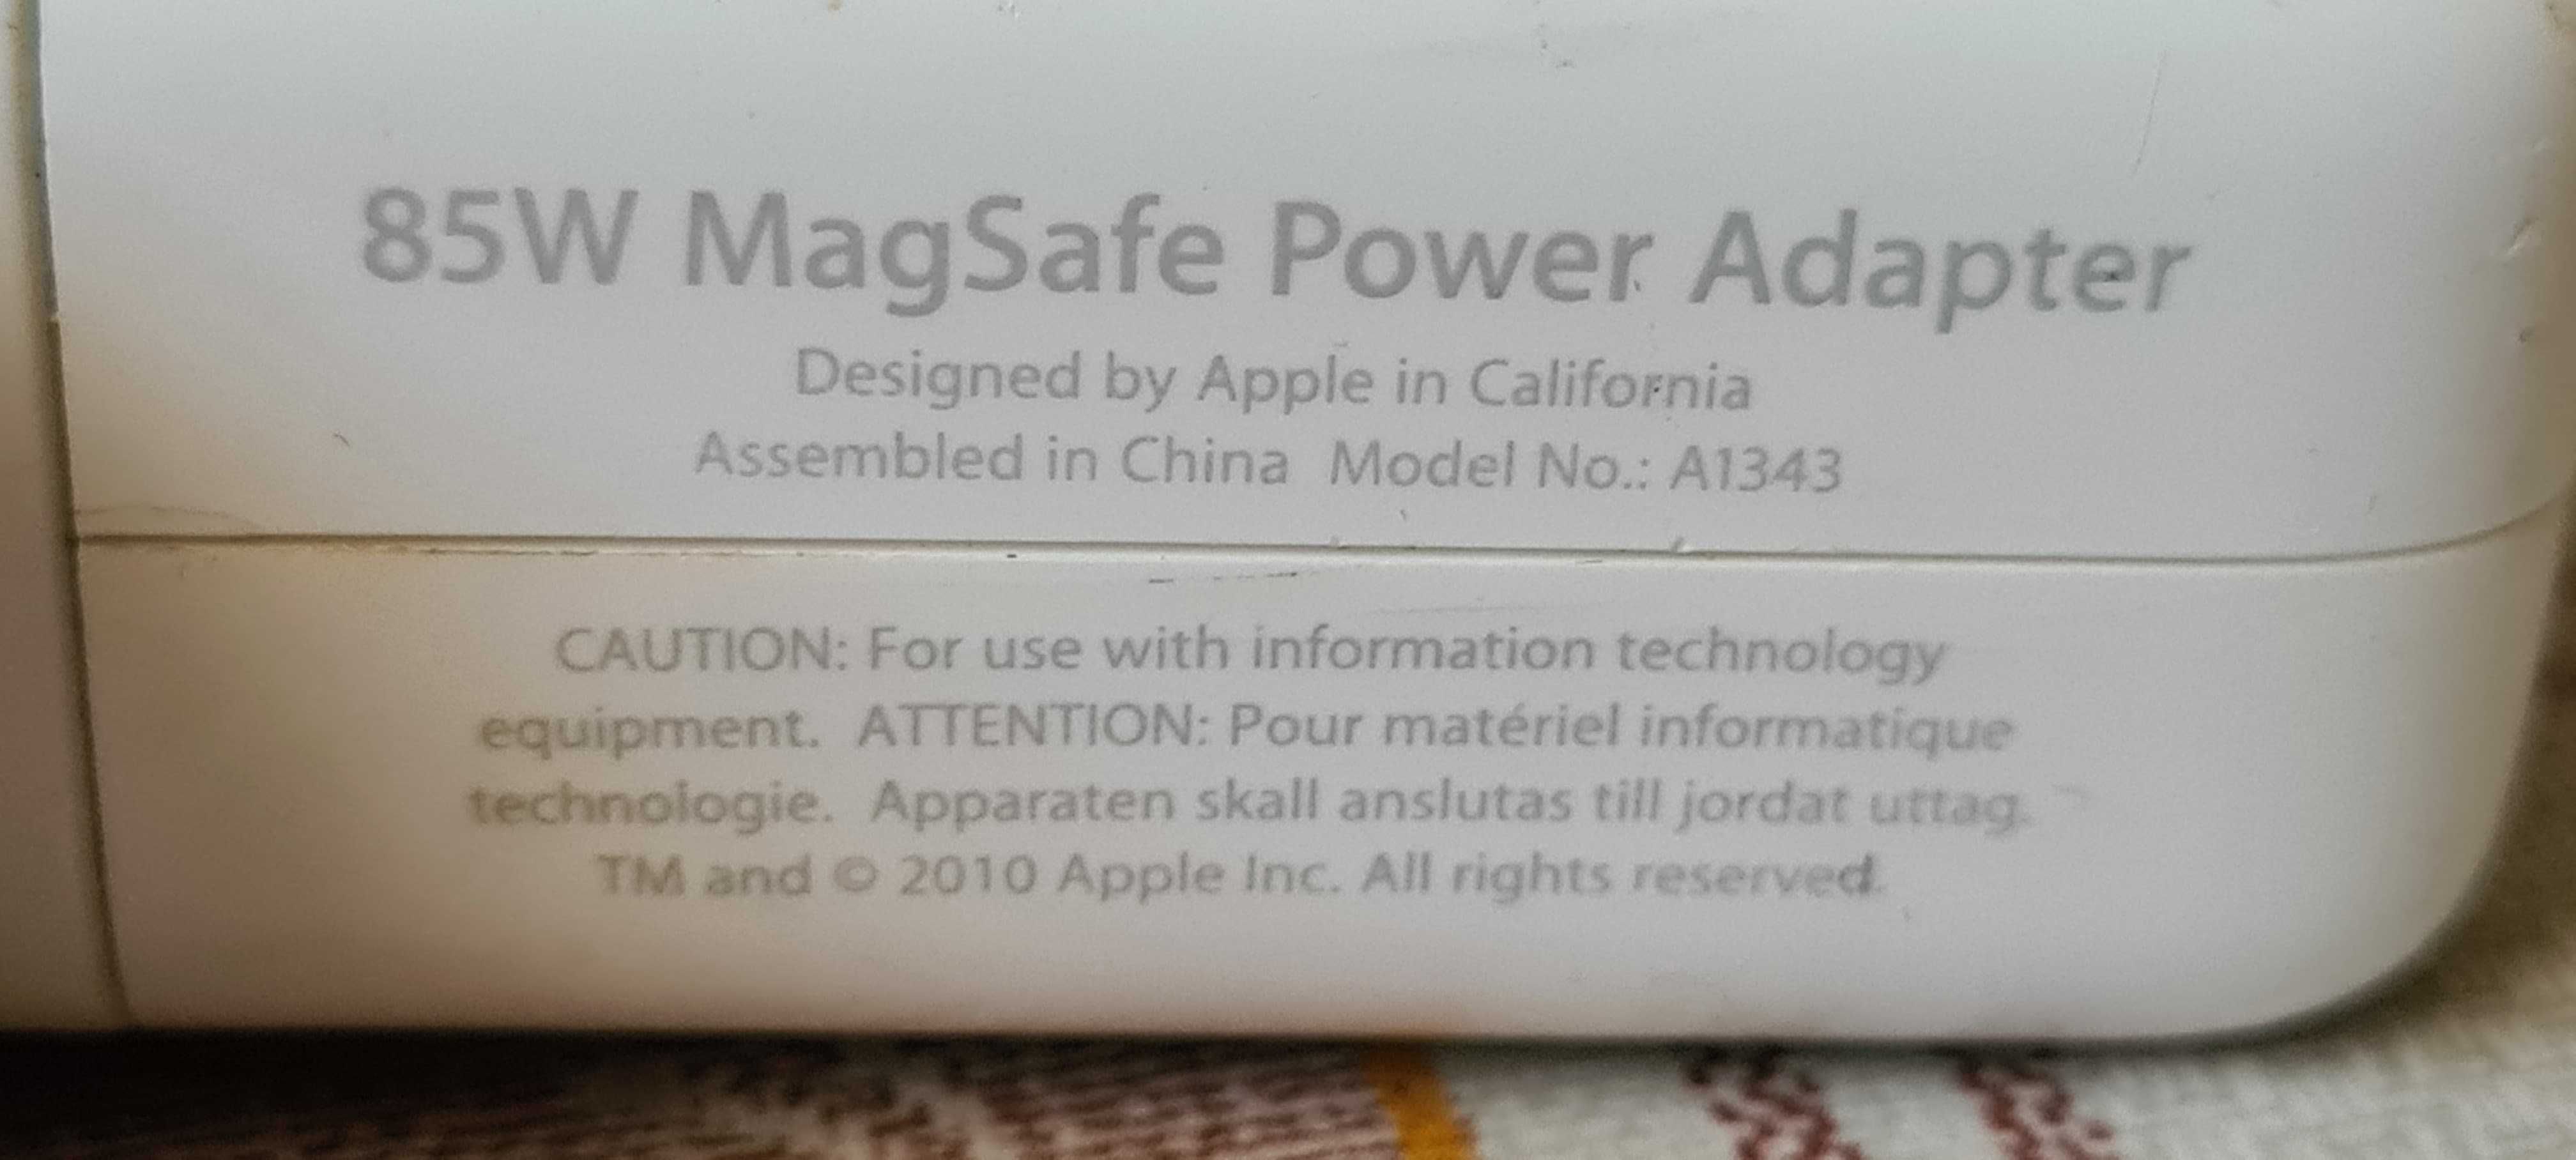 85W MagSafe Power Adapter
Designed by Apple in California
Assembled in China  Model No.: A1343
CAUTION: For use with information technology
equipment.  ATTENTION: Pour matériel informatique
technologie.  Apparaten skall anslutas till jordat uttag.
TM and © 2010 Apple Inc. All rights reserved.